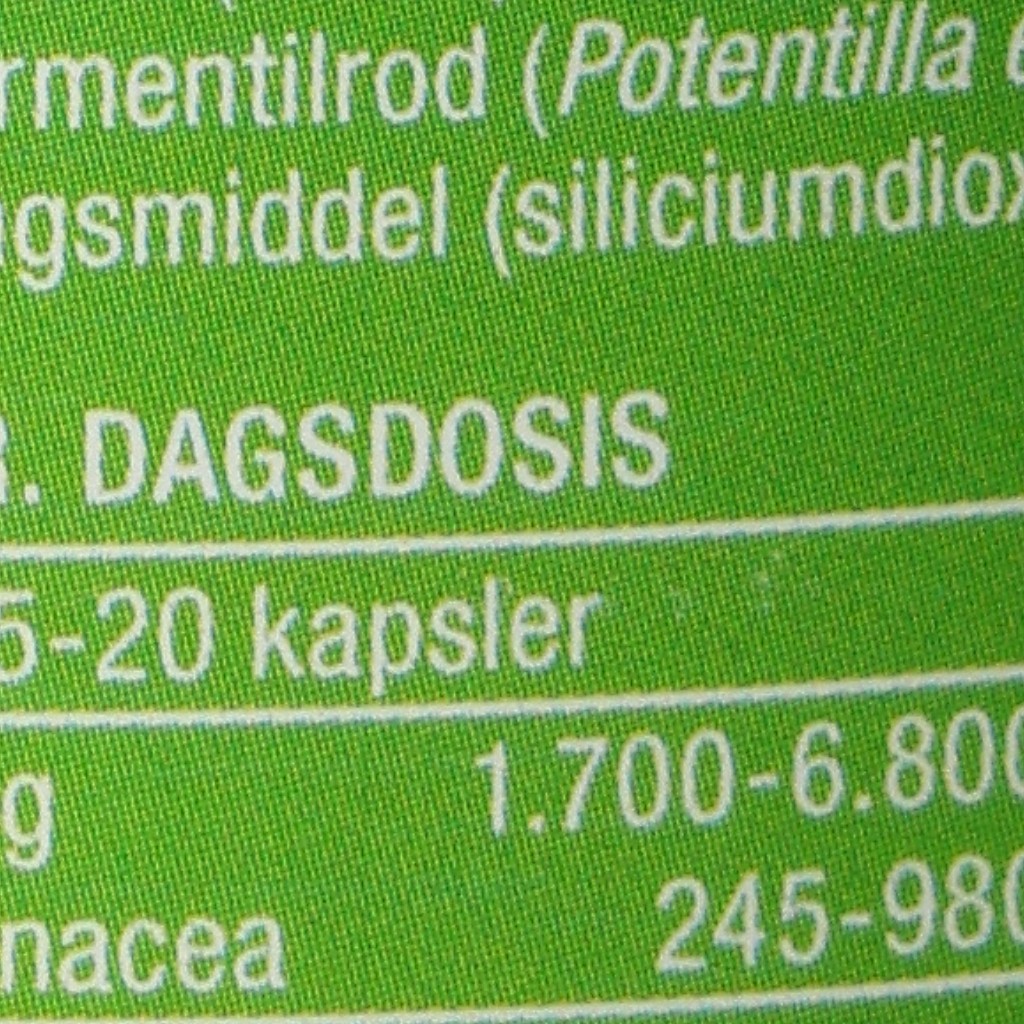 rmentilrod (Potentilla
gsmiddel (siliciumdiox
. DAGSDOSIS
5-20 kapsler
g 1.700-6.800
nacea 245-980